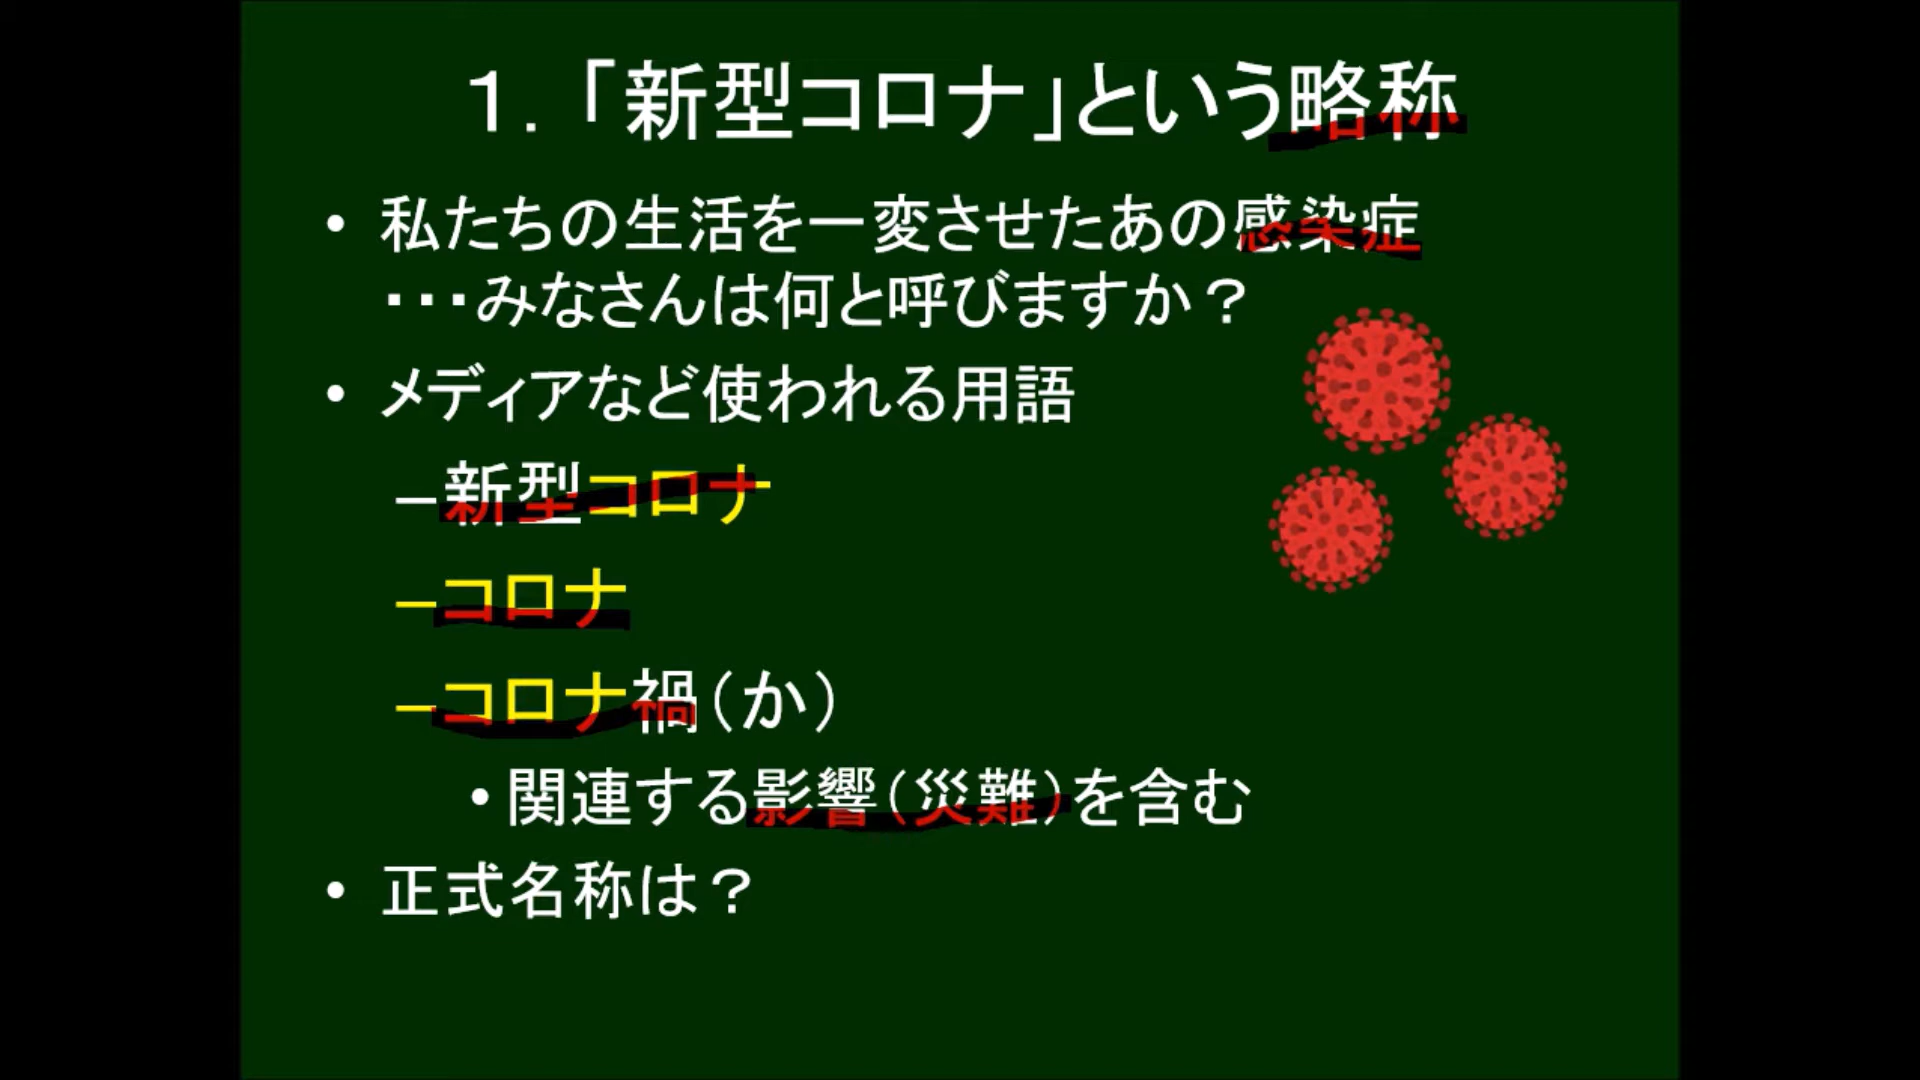 １．「新型コロナ」という略称
• 私たちの生活を一変させたあの感染症
・・・みなさんは何と呼びますか？
• メディアなど使われる用語
–新型コロナ
–コロナ
–コロナ禍（か）
•関連する影響（災難）を含む
• 正式名称は？